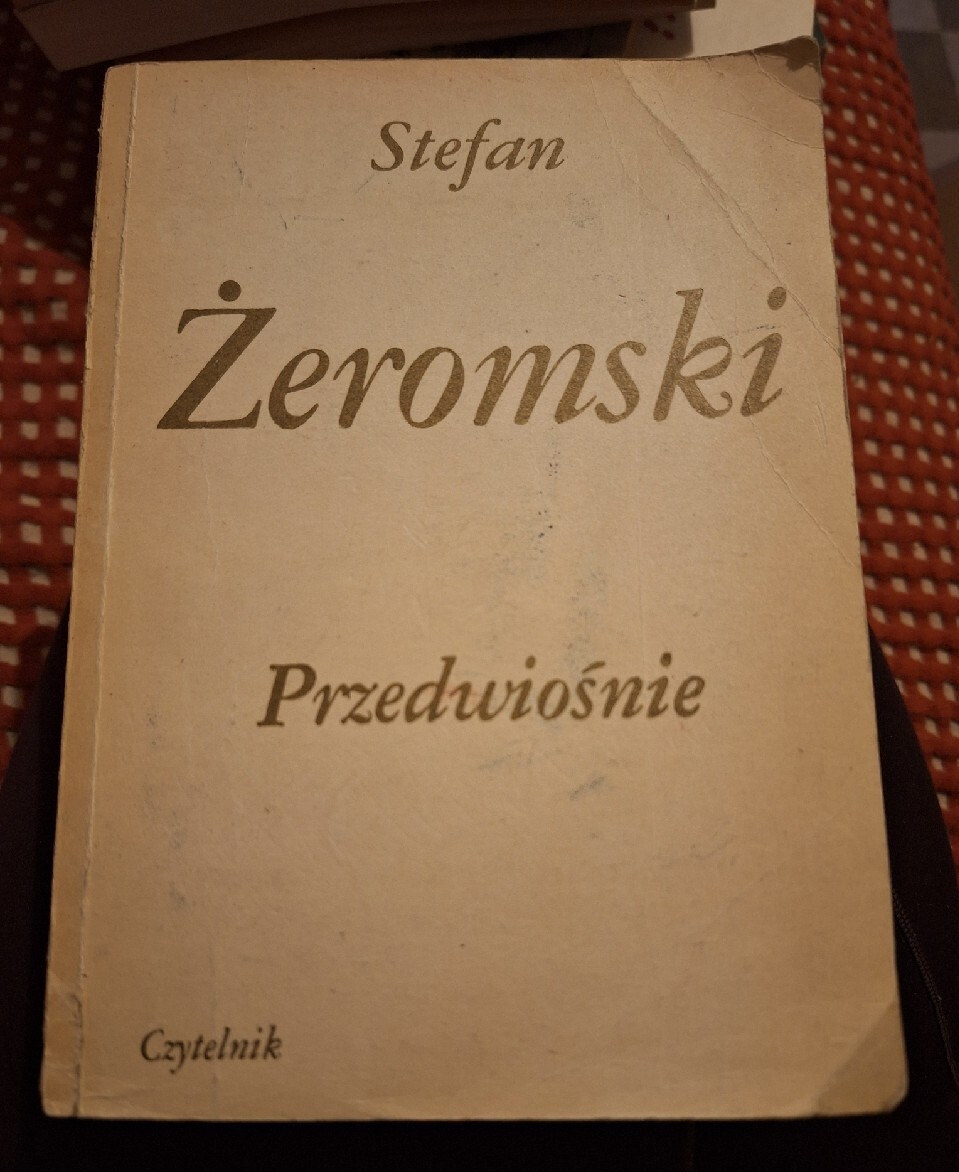 Stefan
Żeromski
Przedwiośnie
Czytelnik